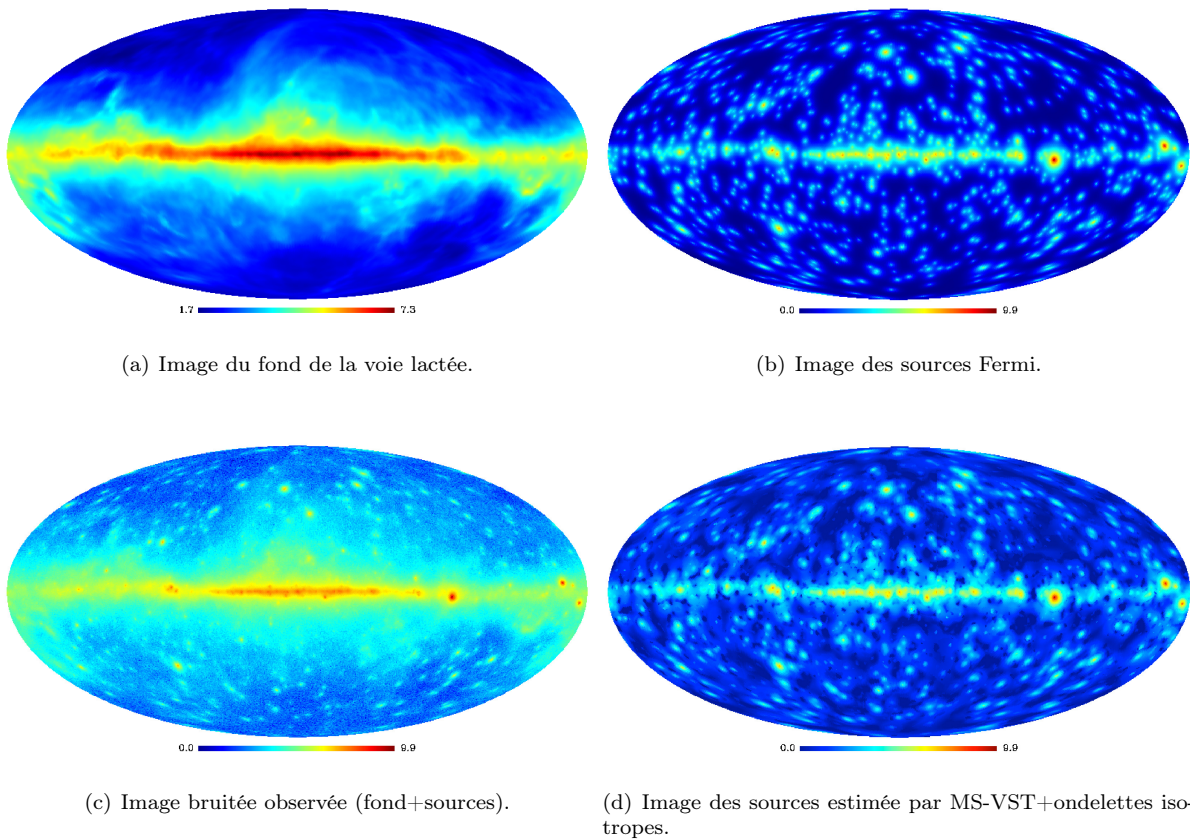 1.7 7.3
0.0 9.9
(a) Image du fond de la voie lactée.
(b) Image des sources Fermi.
0.0 9.9
0.0 9.9
(c) Image bruitée observée (fond+sources).
(d) Image des sources estimée par MS-VST+ondelettes iso-
tropes.